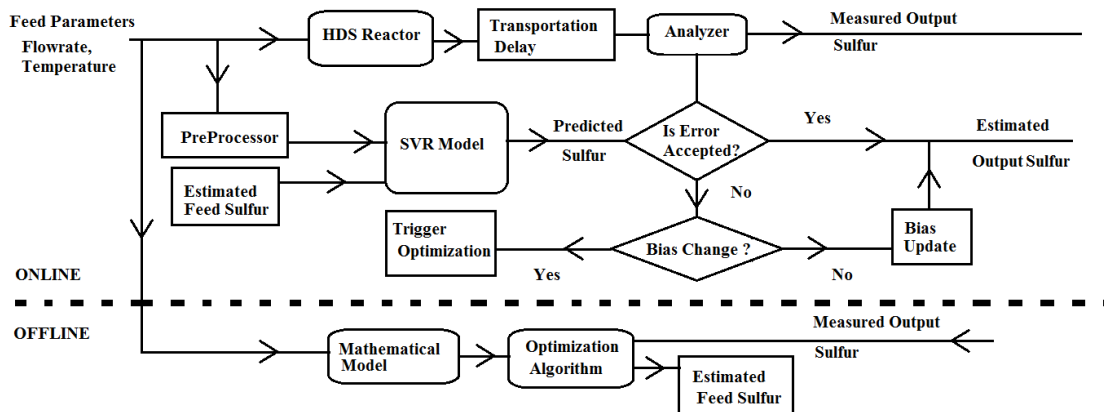 Feed Parameters
Flowrate,
Temperature
HDS Reactor
Transportation
Delay
Analyzer
Measured Output
Sulfur
PreProcessor
SVR Model
Predicted
Sulfur
Is Error
Accepted?
Yes
Estimated
Output Sulfur
Estimated
Feed Sulfur
No
Trigger
Optimization
Yes
Bias Change ?
No
Bias
Update
ONLINE
OFFLINE
Mathematical
Model
Optimization
Algorithm
Measured Output
Sulfur
Estimated
Feed Sulfur